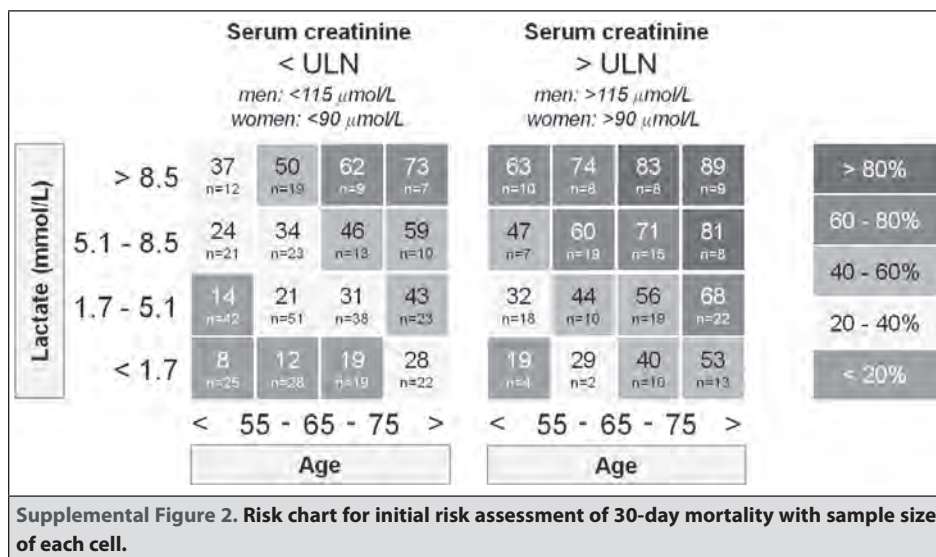 Serum creatinine
< ULN
men: <115 μmol/L
women: <90 μmol/L
Serum creatinine
> ULN
men: >115 μmol/L
women: >90 μmol/L
Lactate (mmol/L)
> 8.5 37 50 62 73 63 74 83 89 > 80%
n=12 n=19 n=9 n=7 n=10 n=8 n=8 n=9
5.1 - 8.5 24 34 46 59 47 60 71 81 60 - 80%
n=21 n=23 n=13 n=10 n=7 n=19 n=15 n=8
40 - 60%
1.7 - 5.1 14 21 31 43 32 44 56 68 20 - 40%
n=42 n=51 n=38 n=23 n=18 n=10 n=19 n=22
< 1.7 8 12 19 28 19 29 40 53 < 20%
n=25 n=28 n=19 n=22 n=4 n=2 n=10 n=13
< 55 - 65 - 75 > < 55 - 65 - 75 >
Age Age
Supplemental Figure 2. Risk chart for initial risk assessment of 30-day mortality with sample size
of each cell.